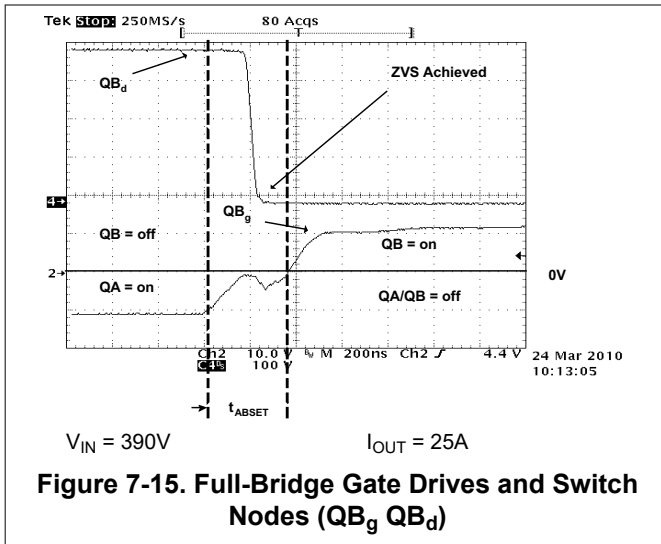 Tek Stop: 250MS/s 80 Acqs
T
QBd
ZVS Achieved
4→
QBg
QB = off
QB = on
2→
0V
QA = on
QA/QB = off
Ch2 10.0 V M 200ns Ch2 4.4 V
100 V
24 Mar 2010
10:13:05
tABSET
VIN = 390V
IOUT = 25A
Figure 7-15. Full-Bridge Gate Drives and Switch
Nodes (QBg QBd)